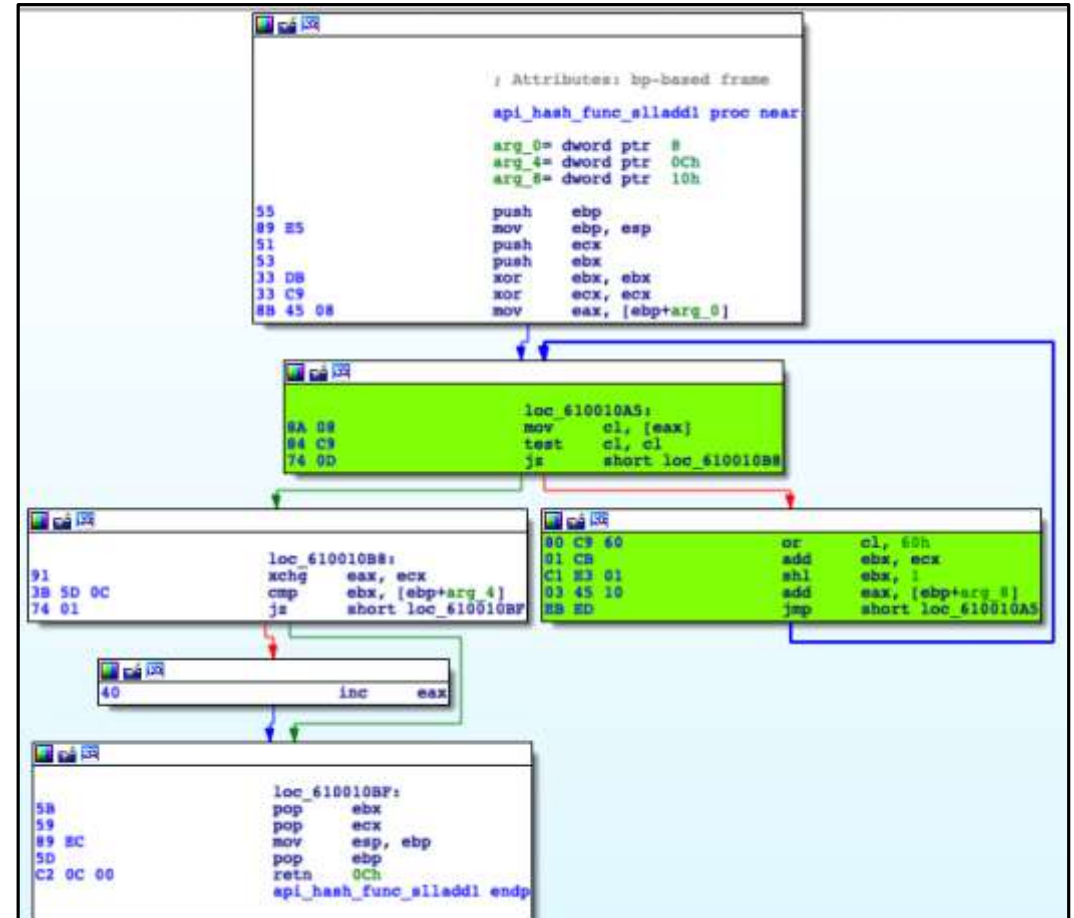 ; Attributes: bp-based frame
api_hash_func_slladd1 proc near
arg_0= dword ptr 8
arg_4= dword ptr 0Ch
arg_8= dword ptr 10h
55 push ebp
89 E5 mov ebp, esp
51 push ecx
53 push ebx
33 DB xor ebx, ebx
33 C9 xor ecx, ecx
8B 45 08 mov eax, [ebp+arg_0]
loc_610010A5:
8A 08 mov cl, [eax]
84 C9 test cl, cl
74 0D jz short loc_610010B8
loc_610010B8:
91 xchg eax, ecx
3B 5D 0C cmp ebx, [ebp+arg_4]
74 01 jz short loc_610010BF
80 C9 60 or cl, 60h
01 CB add ebx, ecx
C1 E3 01 shl ebx, 1
03 45 10 add eax, [ebp+arg_8]
EB ED jmp short loc_610010A5
40 inc eax
loc_610010BF:
5B pop ebx
59 pop ecx
89 EC mov esp, ebp
5D pop ebp
C2 0C 00 retn 0Ch
api_hash_func_slladd1 endp